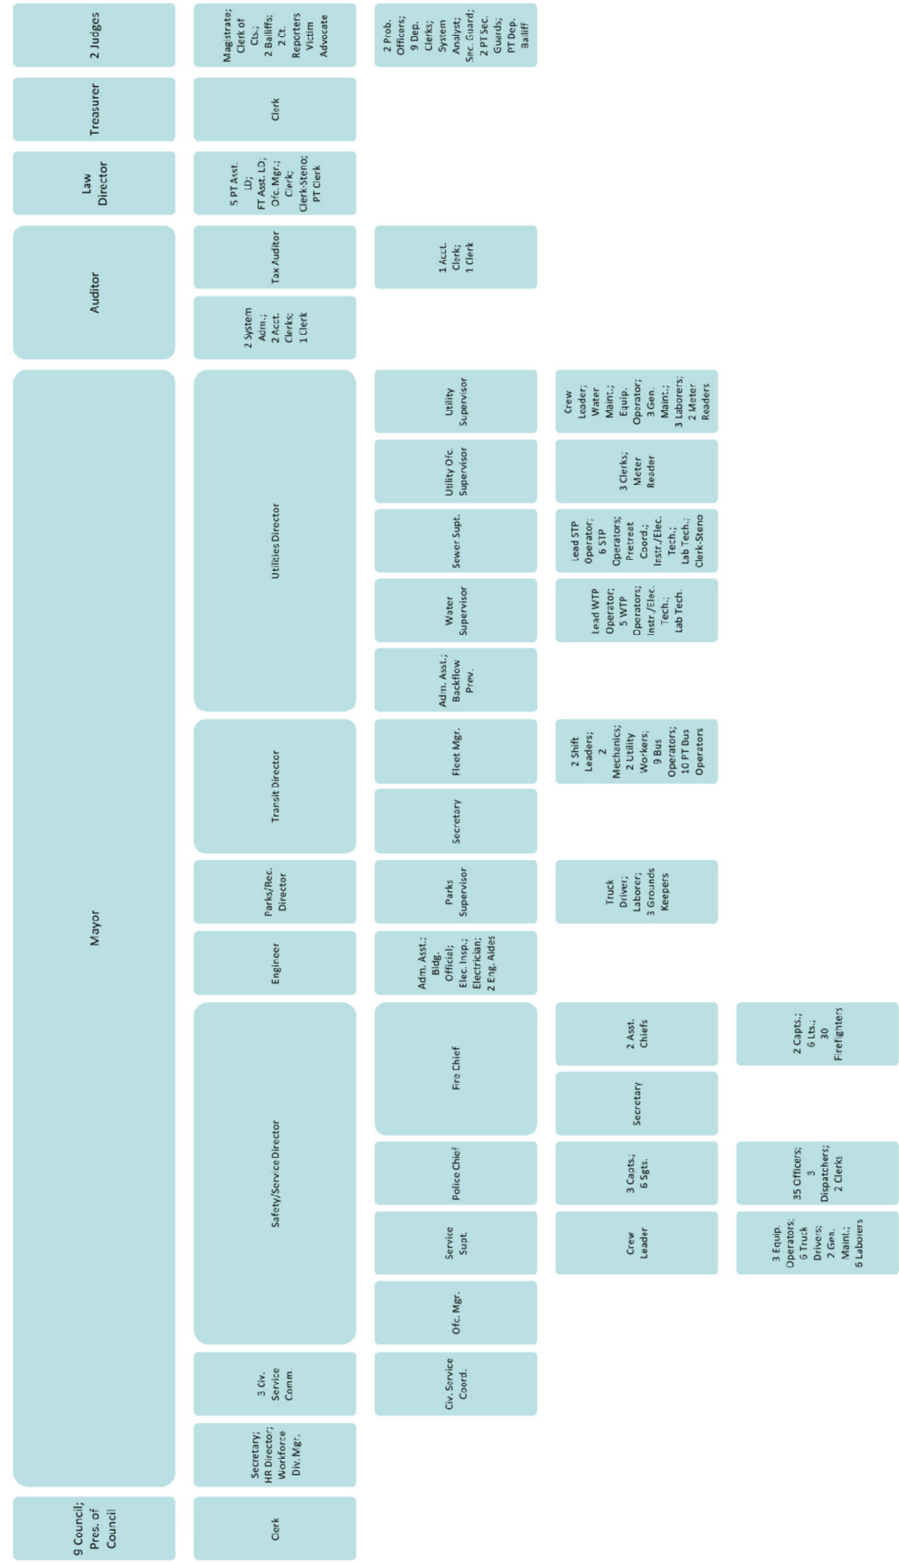 9 Council;
Pres. of
Council
Mayor
Auditor
Law
Director
Treasurer
2 Judges
Clerk
Secretary;
HR Director;
Workforce
Div. Mgr.
3 Civ.
Service
Comm.
Safety/Service Director
Engineer
Parks/Rec.
Director
Transit Director
Utilities Director
2 System
Adm.;
2 Acct.
Clerks;
1 Clerk
Tax Auditor
5 PT Asst.
LD;
FT Asst. LD;
Ofc. Mgr.;
Clerk;
Clerk-Steno;
PT Clerk
Clerk
Magistrate;
Clerk of
Cts.;
2 Bailiffs;
2 Ct.
Reporters
Victim
Advocate
Civ. Service
Coord.
Ofc. Mgr.
Service
Supt.
Police Chief
Fire Chief
Adm. Asst.;
Bldg.
Official;
Elec. Insp.;
Electrician;
2 Eng. Aides
Parks
Supervisor
Secretary
Fleet Mgr.
Adm. Asst.;
Backflow
Prev.
Water
Supervisor
Sewer Supt.
Utility Ofc.
Supervisor
Utility
Supervisor
1 Acct.
Clerk;
1 Clerk
2 Prob.
Officers;
9 Dep.
Clerks;
System
Analyst;
Sec. Guard;
2 PT Sec.
Guards;
PT Dep.
Bailiff
Crew
Leader
3 Capts.;
6 Sgts.
Secretary
2 Asst.
Chiefs
Truck
Driver;
Laborer;
3 Grounds
Keepers
2 Shift
Leaders;
2
Mechanics;
2 Utility
Workers;
9 Bus
Operators;
10 PT Bus
Operators
Lead WTP
Operator;
5 WTP
Operators;
Instr./Elec.
Tech.;
Lab Tech.
Lead STP
Operator;
6 STP
Operators;
Pretreat
Coord.;
Instr./Elec.
Tech.;
Lab Tech.;
Clerk-Steno
3 Clerks;
Meter
Reader
Crew
Leader;
Water
Maint.;
Equip.
Operator;
3 Gen.
Maint.;
3 Laborers;
2 Meter
Readers
3 Equip.
Operators;
6 Truck
Drivers;
2 Gen.
Maint.;
6 Laborers
35 Officers;
3
Dispatchers;
2 Clerks
2 Capts.;
6 Lts.;
30
Firefighters